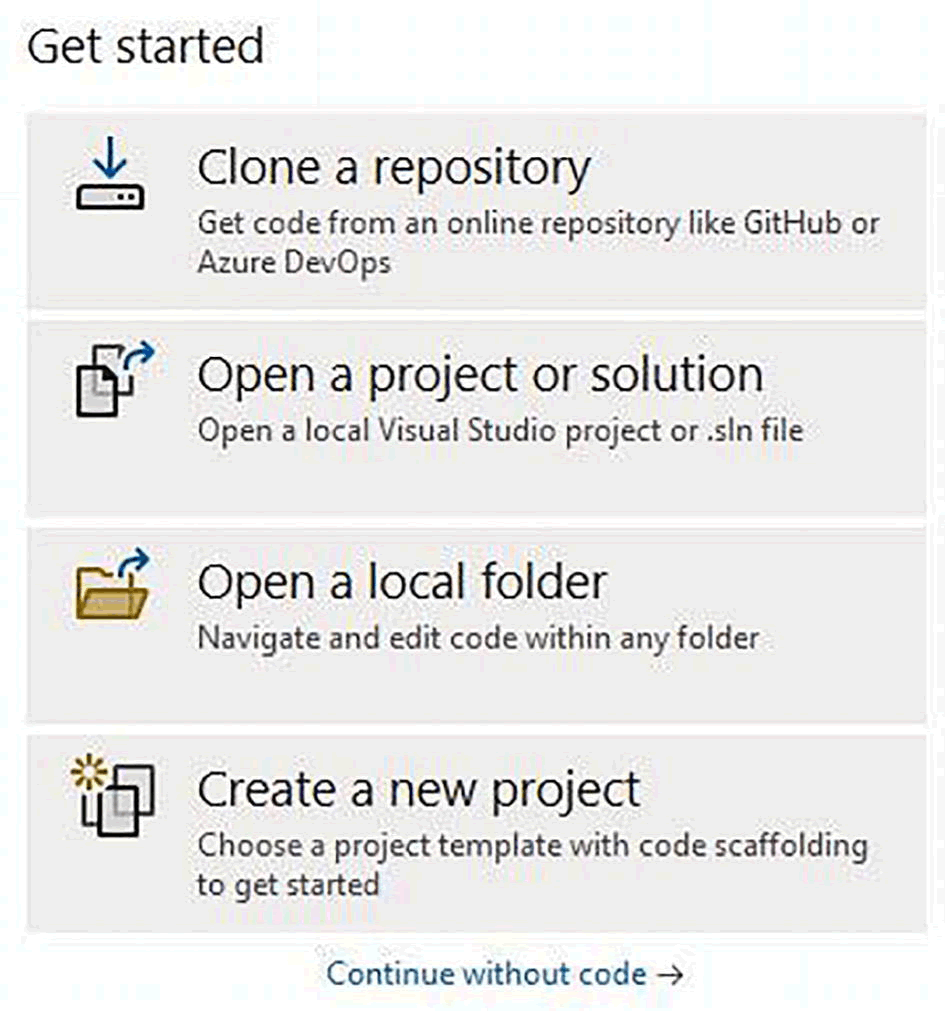 Get started
Clone a repository
Get code from an online repository like GitHub or
Azure DevOps
Open a project or solution
Open a local Visual Studio project or .sln file
Open a local folder
Navigate and edit code within any folder
Create a new project
Choose a project template with code scaffolding
to get started
Continue without code →